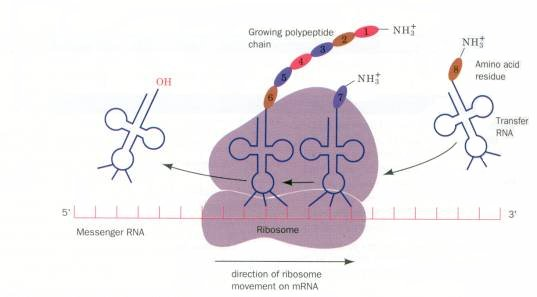 Growing polypeptide
chain
1
2
3
4
5
6
NH3+
NH3+
7
NH3+
8
Amino acid
residue
OH
Transfer
RNA
5'
3'
Messenger RNA
Ribosome
direction of ribosome
movement on mRNA